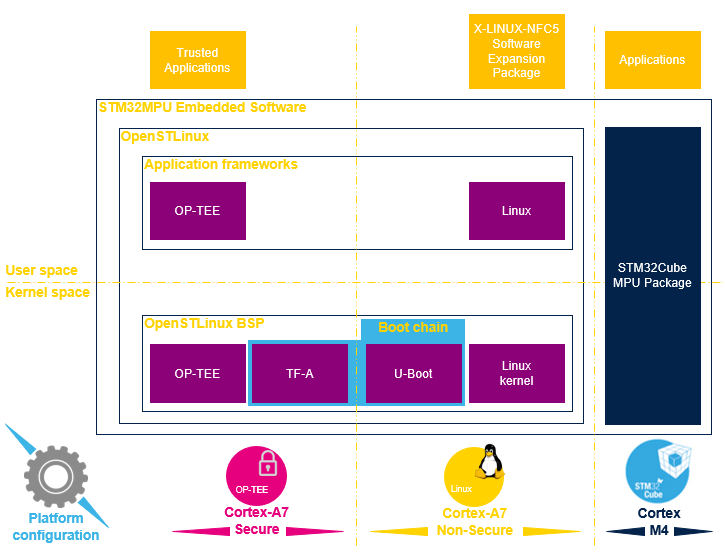 Trusted
Applications
X-LINUX-NFC5
Software
Expansion
Package
Applications
STM32MPU Embedded Software
OpenSTLinux
Application frameworks
OP-TEE
Linux
STM32Cube
MPU Package
User space
Kernel space
OpenSTLinux BSP
Boot chain
OP-TEE
TF-A
U-Boot
Linux
kernel
OP-TEE
Linux
STM32
Cube
Platform
configuration
Cortex-A7
Secure
Cortex-A7
Non-Secure
Cortex
M4